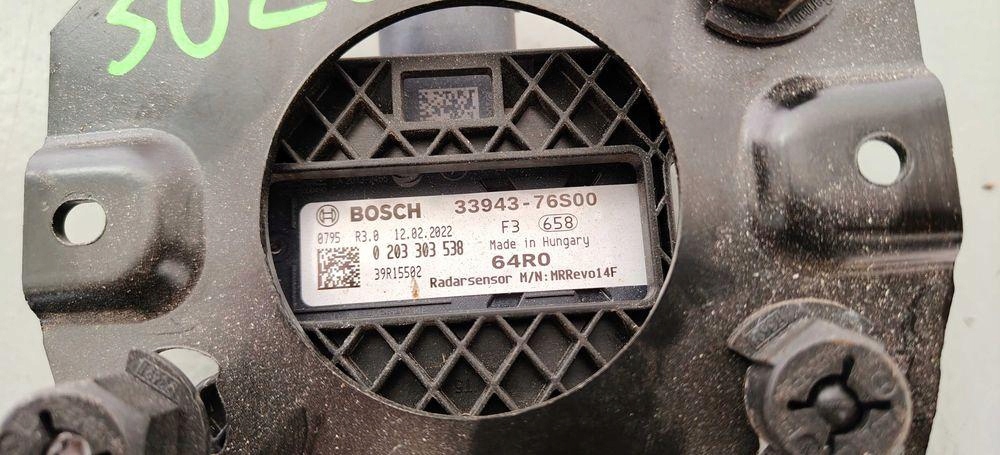 BOSCH 33943-76S00
0795 R3.0 12.02.2022 F3 658
0 203 303 538 Made in Hungary
39R15502 64R0
Radarsensor M/N: MRRevo14F